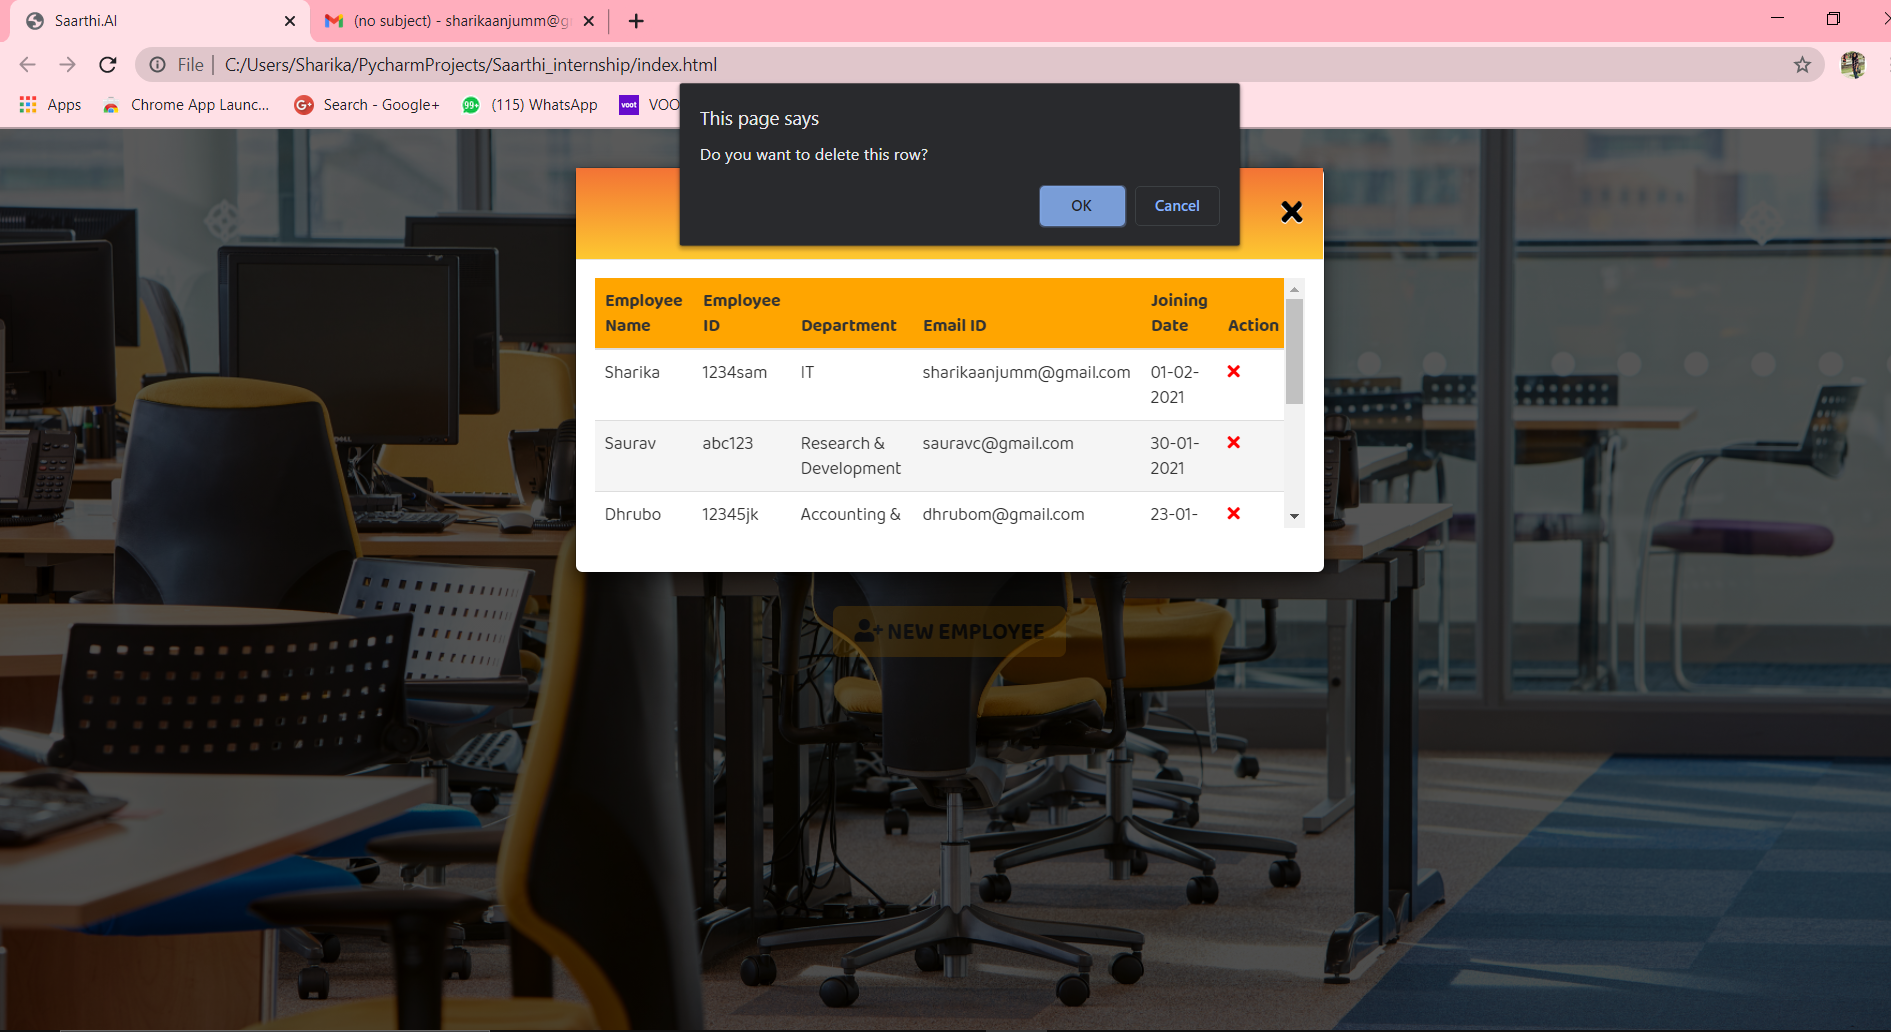 Saarthi.AI
(no subject) - sharikaanjumm@g
File
C:/Users/Sharika/PycharmProjects/Saarthi_internship/index.html
Apps
Chrome App Launc...
G+
Search - Google+
99+
(115) WhatsApp
voot
VOO
This page says
Do you want to delete this row?
OK
Cancel
Employee Name
Employee ID
Department
Email ID
Joining Date
Action
Sharika
1234sam
IT
sharikaanjumm@gmail.com
01-02-
2021
Saurav
abc123
Research &
Development
sauravc@gmail.com
30-01-
2021
Dhrubo
12345jk
Accounting &
dhrubom@gmail.com
23-01-
NEW EMPLOYEE
DELL